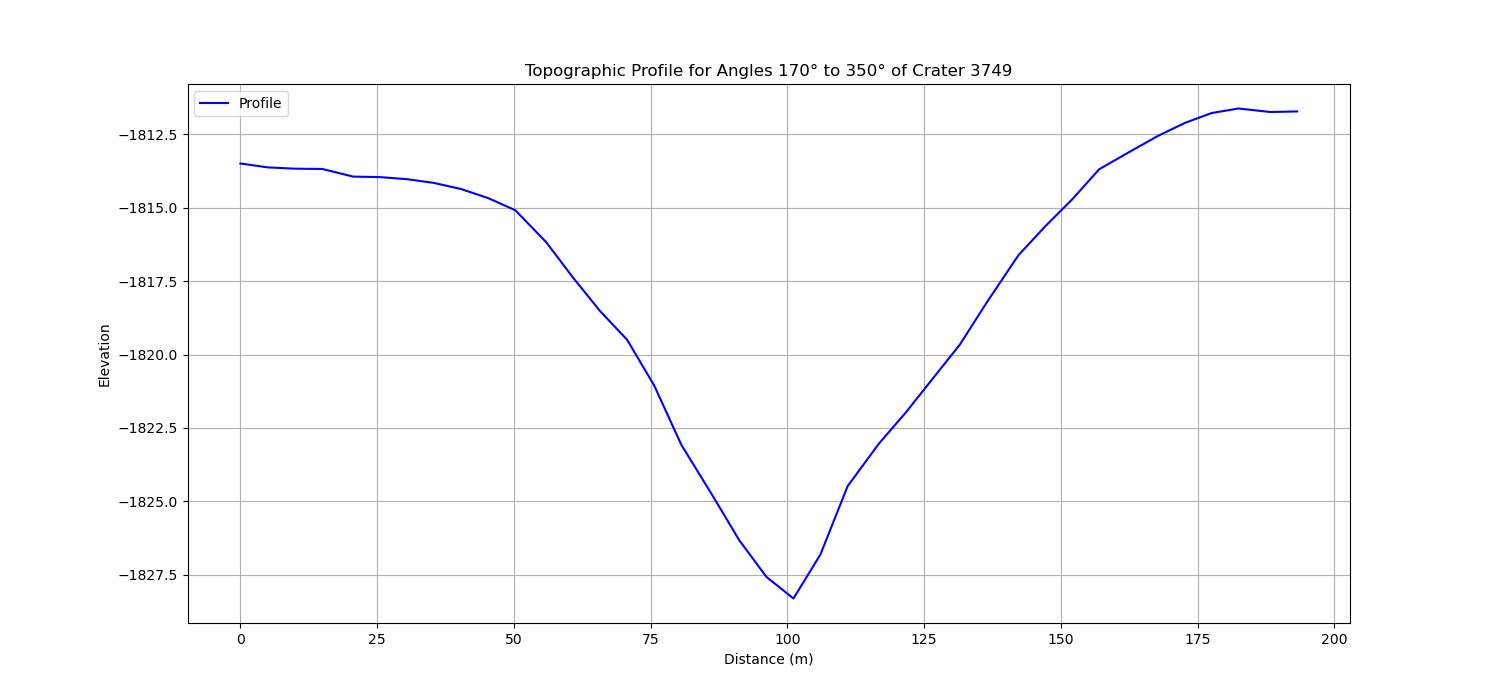 Topographic Profile for Angles 170° to 350° of Crater 3749
Profile
−1812.5
−1815.0
−1817.5
−1820.0
−1822.5
−1825.0
−1827.5
Elevation
0 25 50 75 100 125 150 175 200
Distance (m)